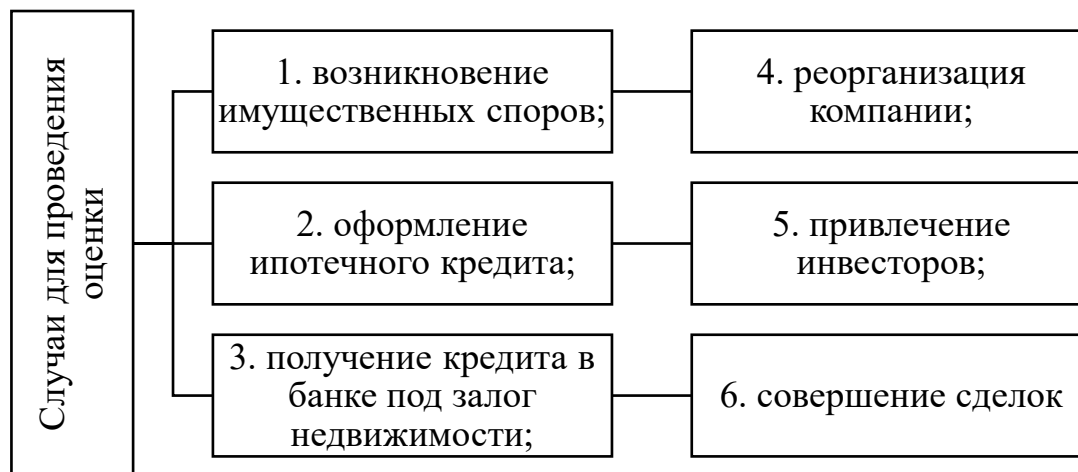 Случаи для проведения
оценки
1. возникновение
имущественных споров;
4. реорганизация
компании;
2. оформление
ипотечного кредита;
5. привлечение
инвесторов;
3. получение кредита в
банке под залог
недвижимости;
6. совершение сделок